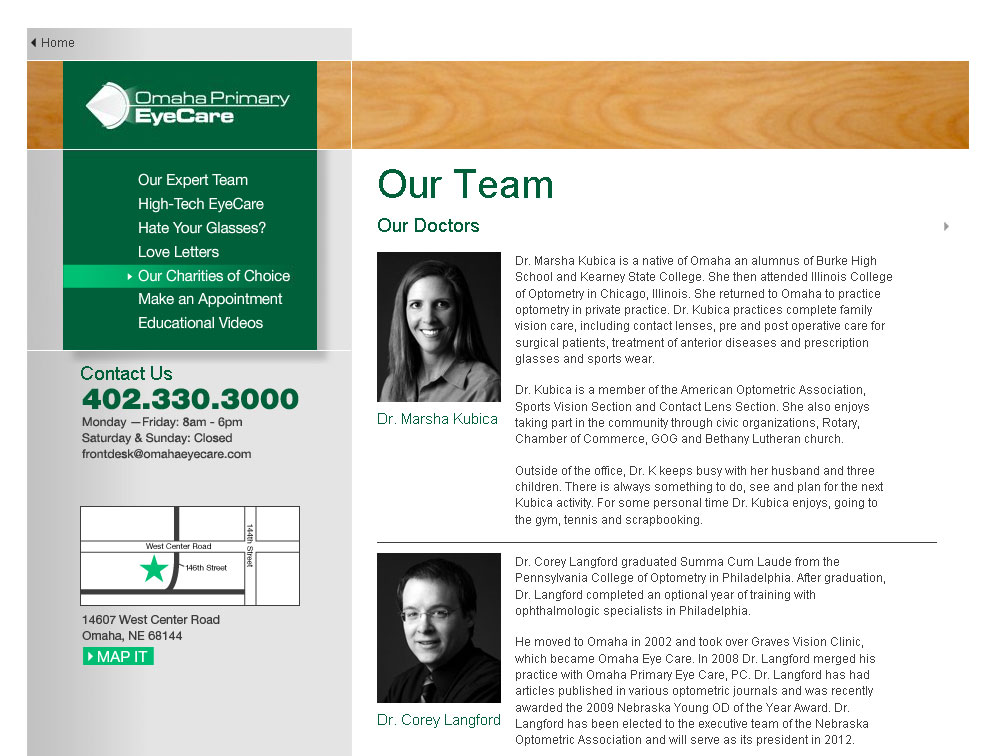 Home
Omaha Primary
EyeCare
Our Expert Team
High-Tech EyeCare
Hate Your Glasses?
Love Letters
Our Charities of Choice
Make an Appointment
Educational Videos
Contact Us
402.330.3000
Monday —Friday: 8am - 6pm
Saturday & Sunday: Closed
frontdesk@omahaeyecare.com
West Center Road
144th Street
146th Street
14607 West Center Road
Omaha, NE 68144
MAP IT
Our Team
Our Doctors
Dr. Marsha Kubica
Dr. Marsha Kubica is a native of Omaha an alumnus of Burke High
School and Kearney State College. She then attended Illinois College
of Optometry in Chicago, Illinois. She returned to Omaha to practice
optometry in private practice. Dr. Kubica practices complete family
vision care, including contact lenses, pre and post operative care for
surgical patients, treatment of anterior diseases and prescription
glasses and sports wear.
Dr. Kubica is a member of the American Optometric Association,
Sports Vision Section and Contact Lens Section. She also enjoys
taking part in the community through civic organizations, Rotary,
Chamber of Commerce, GOG and Bethany Lutheran church.
Outside of the office, Dr. K keeps busy with her husband and three
children. There is always something to do, see and plan for the next
Kubica activity. For some personal time Dr. Kubica enjoys, going to
the gym, tennis and scrapbooking.
Dr. Corey Langford
Dr. Corey Langford graduated Summa Cum Laude from the
Pennsylvania College of Optometry in Philadelphia. After graduation,
Dr. Langford completed an optional year of training with
ophthalmologic specialists in Philadelphia.
He moved to Omaha in 2002 and took over Graves Vision Clinic,
which became Omaha Eye Care. In 2008 Dr. Langford merged his
practice with Omaha Primary Eye Care, PC. Dr. Langford has had
articles published in various optometric journals and was recently
awarded the 2009 Nebraska Young OD of the Year Award. Dr.
Langford has been elected to the executive team of the Nebraska
Optometric Association and will serve as its president in 2012.